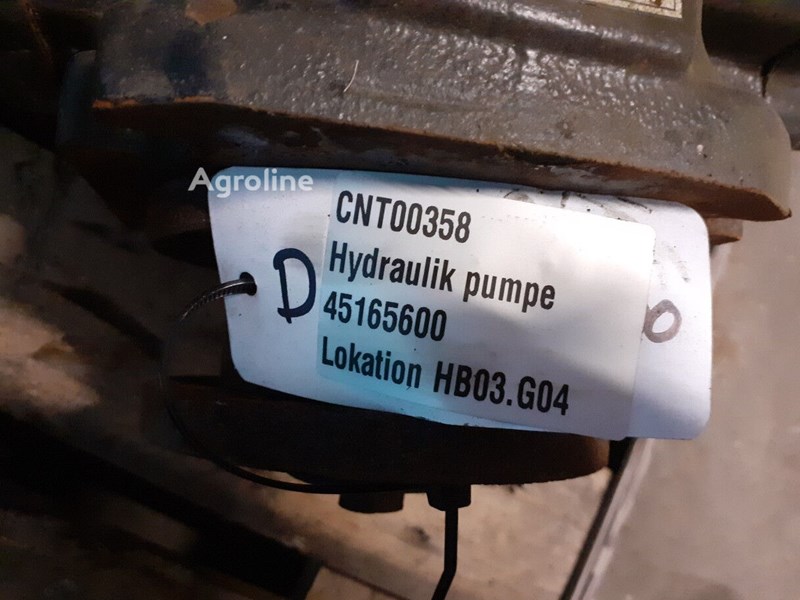 Agroline
CNT00358
Hydraulik pumpe
D
45165600
Lokation HB03.G04